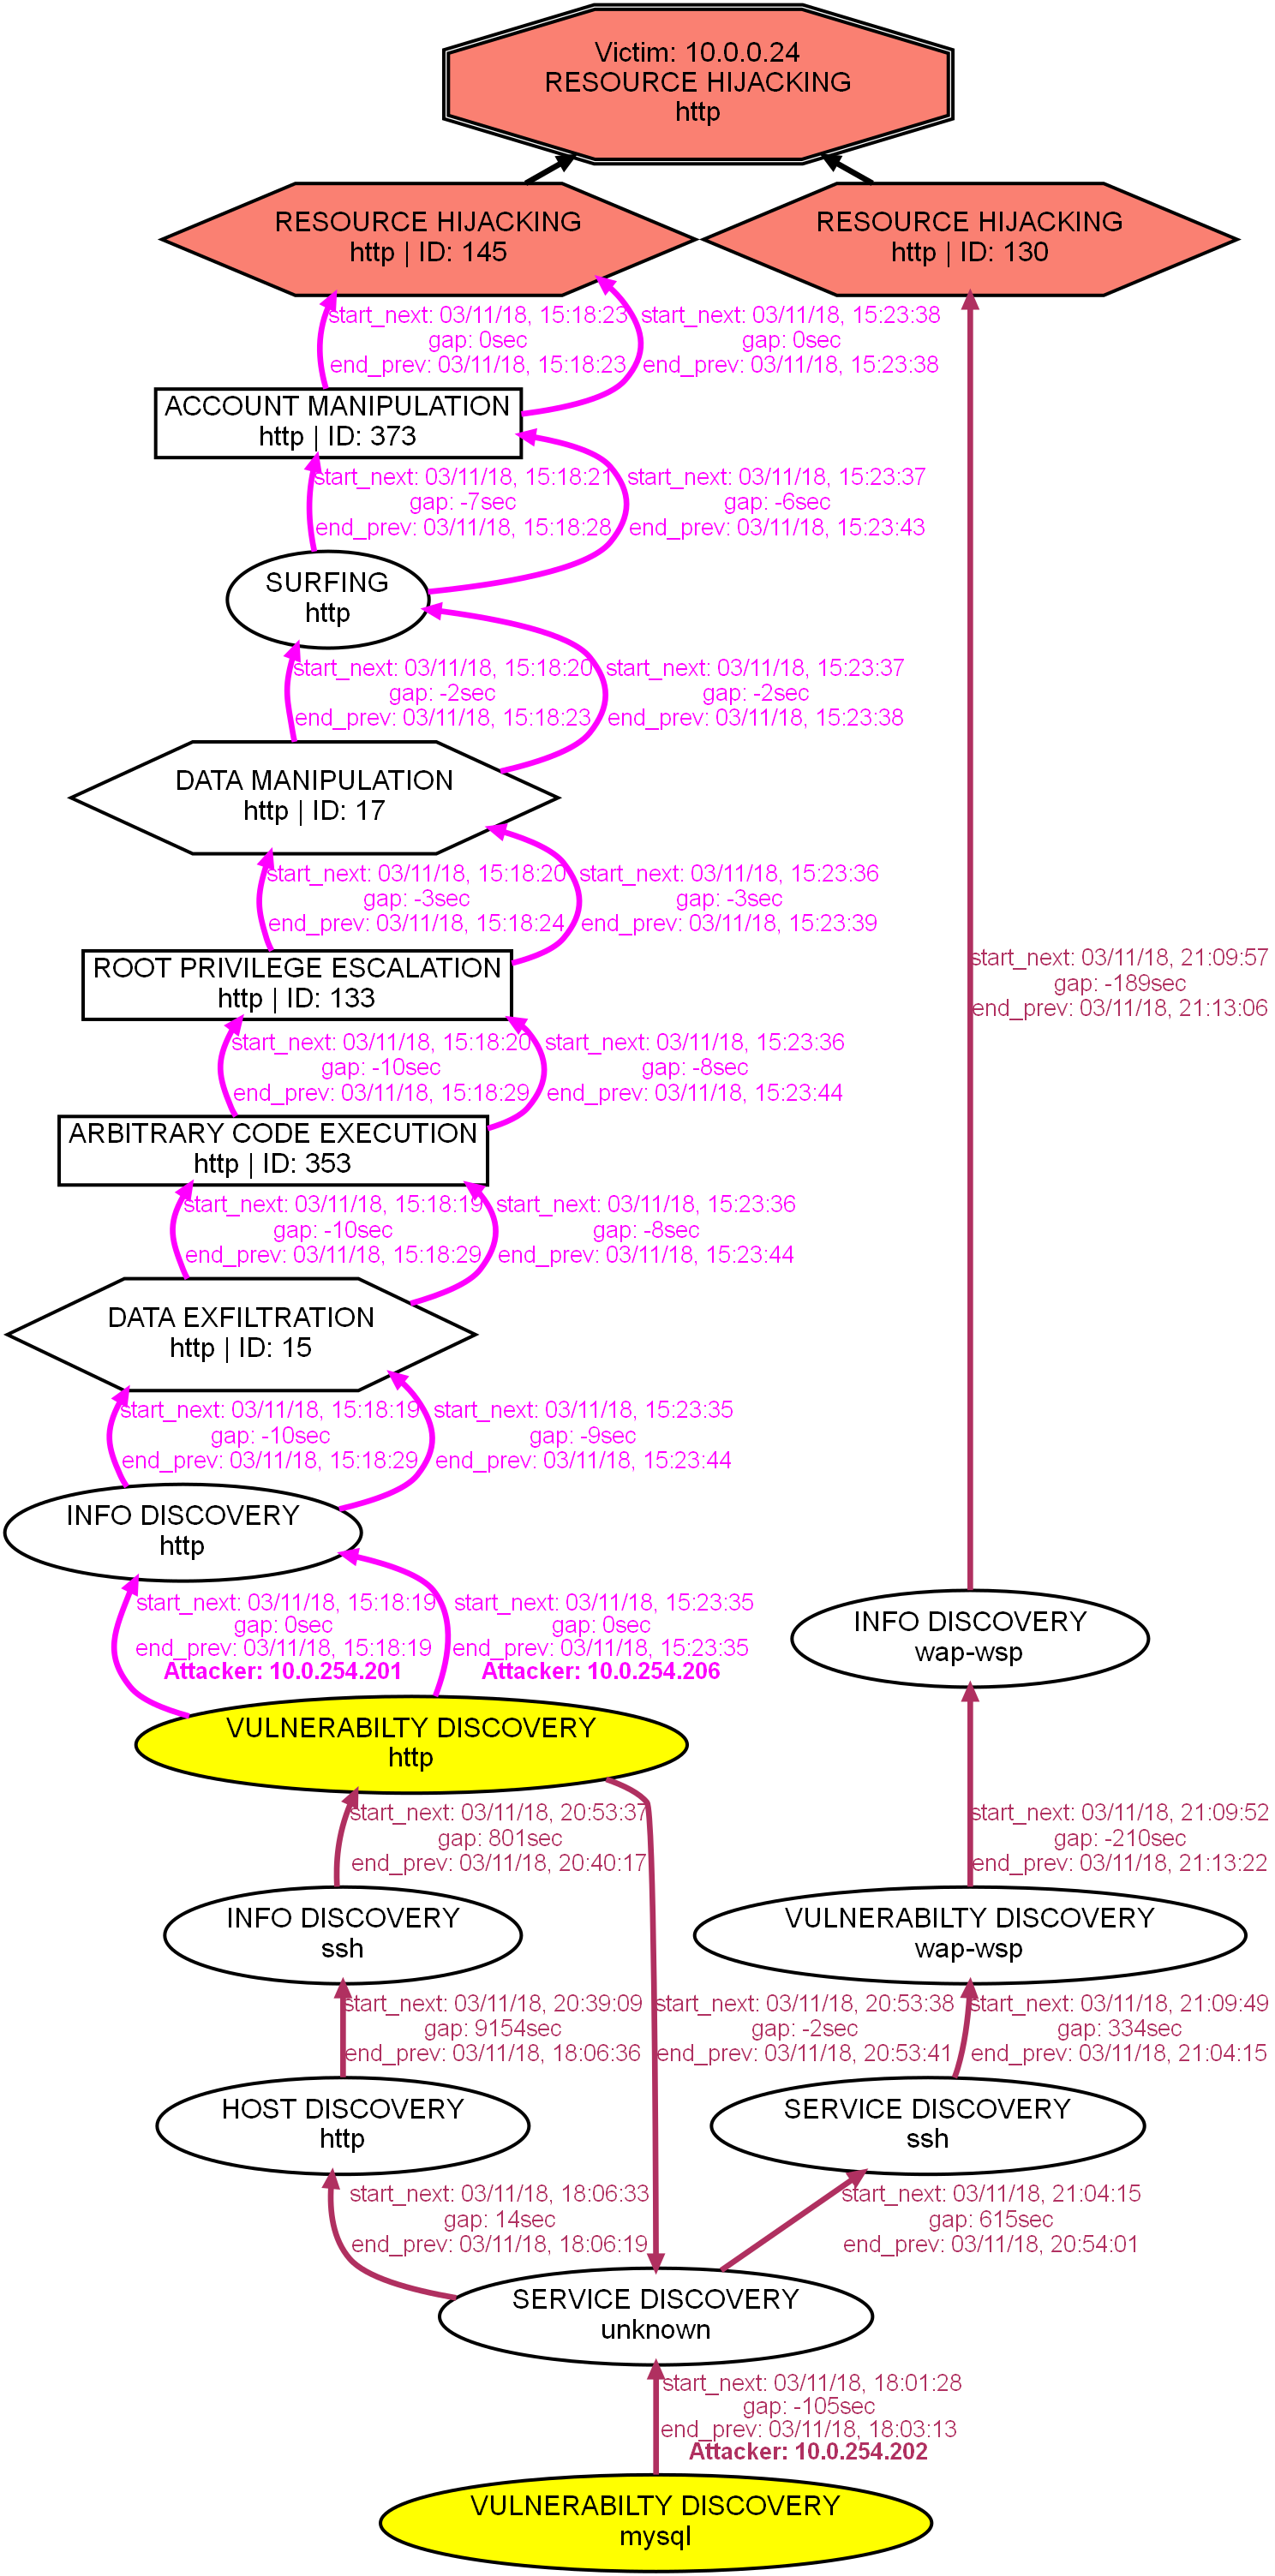 Victim: 10.0.0.24
RESOURCE HIJACKING
http
RESOURCE HIJACKING
http | ID: 145
RESOURCE HIJACKING
http | ID: 130
start_next: 03/11/18, 15:18:23
gap: 0sec
end_prev: 03/11/18, 15:18:23
start_next: 03/11/18, 15:23:38
gap: 0sec
end_prev: 03/11/18, 15:23:38
ACCOUNT MANIPULATION
http | ID: 373
start_next: 03/11/18, 15:18:21
gap: -7sec
end_prev: 03/11/18, 15:18:28
start_next: 03/11/18, 15:23:37
gap: -6sec
end_prev: 03/11/18, 15:23:43
SURFING
http
start_next: 03/11/18, 15:18:20
gap: -2sec
end_prev: 03/11/18, 15:18:23
start_next: 03/11/18, 15:23:37
gap: -2sec
end_prev: 03/11/18, 15:23:38
DATA MANIPULATION
http | ID: 17
start_next: 03/11/18, 15:18:20
gap: -3sec
end_prev: 03/11/18, 15:18:24
start_next: 03/11/18, 15:23:36
gap: -3sec
end_prev: 03/11/18, 15:23:39
ROOT PRIVILEGE ESCALATION
http | ID: 133
start_next: 03/11/18, 21:09:57
gap: -189sec
end_prev: 03/11/18, 21:13:06
start_next: 03/11/18, 15:18:20
gap: -10sec
end_prev: 03/11/18, 15:18:29
start_next: 03/11/18, 15:23:36
gap: -8sec
end_prev: 03/11/18, 15:23:44
ARBITRARY CODE EXECUTION
http | ID: 353
start_next: 03/11/18, 15:18:19
gap: -10sec
end_prev: 03/11/18, 15:18:29
start_next: 03/11/18, 15:23:36
gap: -8sec
end_prev: 03/11/18, 15:23:44
DATA EXFILTRATION
http | ID: 15
start_next: 03/11/18, 15:18:19
gap: -10sec
end_prev: 03/11/18, 15:18:29
start_next: 03/11/18, 15:23:35
gap: -9sec
end_prev: 03/11/18, 15:23:44
INFO DISCOVERY
http
start_next: 03/11/18, 15:18:19
gap: 0sec
end_prev: 03/11/18, 15:18:19
Attacker: 10.0.254.201
start_next: 03/11/18, 15:23:35
gap: 0sec
end_prev: 03/11/18, 15:23:35
Attacker: 10.0.254.206
INFO DISCOVERY
wap-wsp
VULNERABILTY DISCOVERY
http
start_next: 03/11/18, 20:53:37
gap: 801sec
end_prev: 03/11/18, 20:40:17
start_next: 03/11/18, 21:09:52
gap: -210sec
end_prev: 03/11/18, 21:13:22
INFO DISCOVERY
ssh
VULNERABILTY DISCOVERY
wap-wsp
start_next: 03/11/18, 20:39:09
gap: 9154sec
end_prev: 03/11/18, 18:06:36
start_next: 03/11/18, 20:53:38
gap: -2sec
end_prev: 03/11/18, 20:53:41
start_next: 03/11/18, 21:09:49
gap: 334sec
end_prev: 03/11/18, 21:04:15
HOST DISCOVERY
http
SERVICE DISCOVERY
ssh
start_next: 03/11/18, 18:06:33
gap: 14sec
end_prev: 03/11/18, 18:06:19
start_next: 03/11/18, 21:04:15
gap: 615sec
end_prev: 03/11/18, 20:54:01
SERVICE DISCOVERY
unknown
start_next: 03/11/18, 18:01:28
gap: -105sec
end_prev: 03/11/18, 18:03:13
Attacker: 10.0.254.202
VULNERABILTY DISCOVERY
mysql